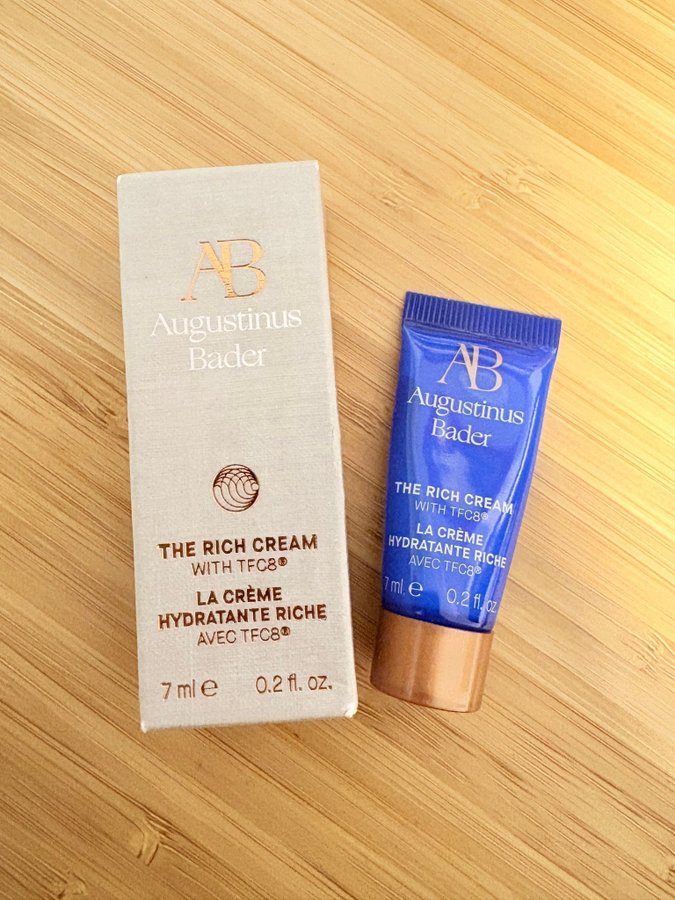 AB
Augustinus
Bader
THE RICH CREAM
WITH TFC8®
LA CRÈME
HYDRATANTE RICHE
AVEC TFC8®
7 ml e 0.2 fl. oz.
AB
Augustinus
Bader
THE RICH CREAM
WITH TFC8®
LA CRÈME
HYDRATANTE RICHE
AVEC TFC8®
7 ml e 0.2 fl. oz.